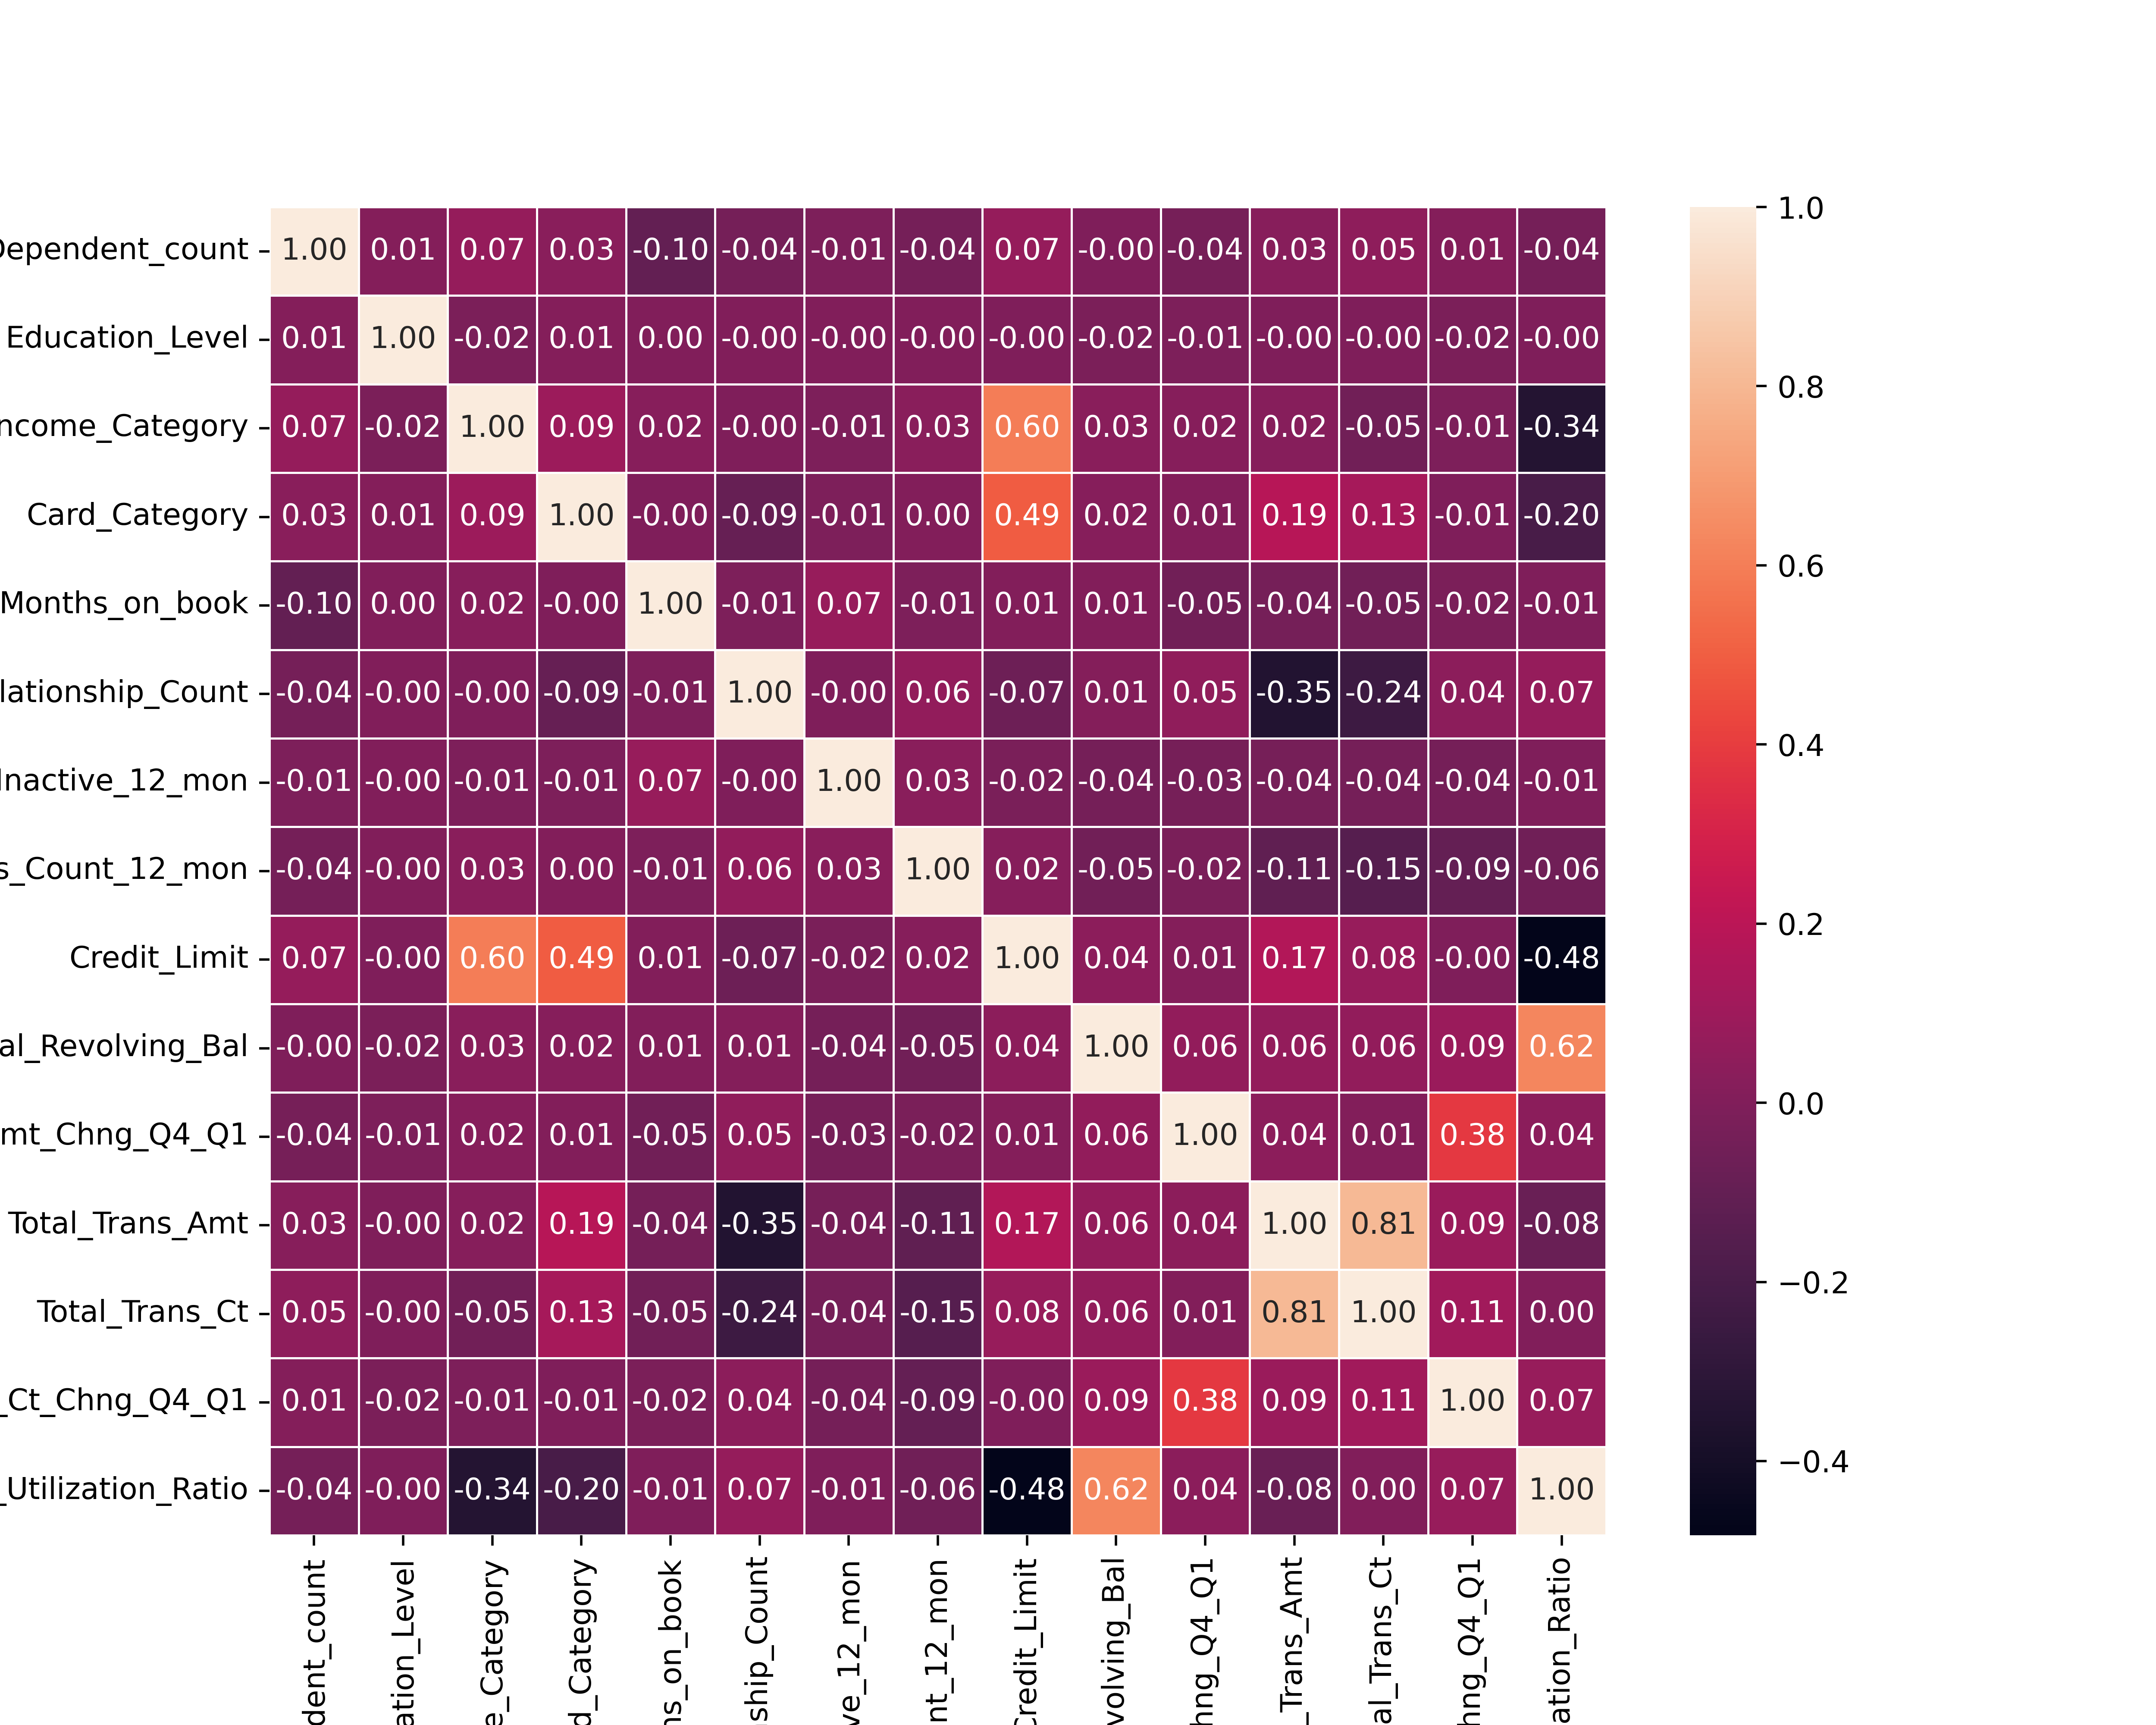 Dependent_count 1.00 0.01 0.07 0.03 -0.10 -0.04 -0.01 -0.04 0.07 -0.00 -0.04 0.03 0.05 0.01 -0.04
Education_Level 0.01 1.00 -0.02 0.01 0.00 -0.00 -0.00 -0.00 -0.00 -0.02 -0.01 -0.00 -0.00 -0.02 -0.00
ncome_Category 0.07 -0.02 1.00 0.09 0.02 -0.00 -0.01 0.03 0.60 0.03 0.02 0.02 -0.05 -0.01 -0.34
Card_Category 0.03 0.01 0.09 1.00 -0.00 -0.09 -0.01 0.00 0.49 0.02 0.01 0.19 0.13 -0.01 -0.20
Months_on_book -0.10 0.00 0.02 -0.00 1.00 -0.01 0.07 -0.01 0.01 0.01 -0.05 -0.04 -0.05 -0.02 -0.01
lationship_Count -0.04 -0.00 -0.00 -0.09 -0.01 1.00 -0.00 0.06 -0.07 0.01 0.05 -0.35 -0.24 0.04 0.07
Inactive_12_mon -0.01 -0.00 -0.01 -0.01 0.07 -0.00 1.00 0.03 -0.02 -0.04 -0.03 -0.04 -0.04 -0.04 -0.01
s_Count_12_mon -0.04 -0.00 0.03 0.00 -0.01 0.06 0.03 1.00 0.02 -0.05 -0.02 -0.11 -0.15 -0.09 -0.06
Credit_Limit 0.07 -0.00 0.60 0.49 0.01 -0.07 -0.02 0.02 1.00 0.04 0.01 0.17 0.08 -0.00 -0.48
al_Revolving_Bal -0.00 -0.02 0.03 0.02 0.01 0.01 -0.04 -0.05 0.04 1.00 0.06 0.06 0.06 0.09 0.62
mt_Chng_Q4_Q1 -0.04 -0.01 0.02 0.01 -0.05 0.05 -0.03 -0.02 0.01 0.06 1.00 0.04 0.01 0.38 0.04
Total_Trans_Amt 0.03 -0.00 0.02 0.19 -0.04 -0.35 -0.04 -0.11 0.17 0.06 0.04 1.00 0.81 0.09 -0.08
Total_Trans_Ct 0.05 -0.00 -0.05 0.13 -0.05 -0.24 -0.04 -0.15 0.08 0.06 0.01 0.81 1.00 0.11 0.00
_Ct_Chng_Q4_Q1 0.01 -0.02 -0.01 -0.01 -0.02 0.04 -0.04 -0.09 -0.00 0.09 0.38 0.09 0.11 1.00 0.07
_Utilization_Ratio -0.04 -0.00 -0.34 -0.20 -0.01 0.07 -0.01 -0.06 -0.48 0.62 0.04 -0.08 0.00 0.07 1.00
dent_count
ation_Level
e_Category
d_Category
ns_on_book
ship_Count
ve_12_mon
nt_12_mon
Credit_Limit
volving_Bal
hng_Q4_Q1
_Trans_Amt
al_Trans_Ct
hng_Q4_Q1
ation_Ratio
1.0
0.8
0.6
0.4
0.2
0.0
−0.2
−0.4